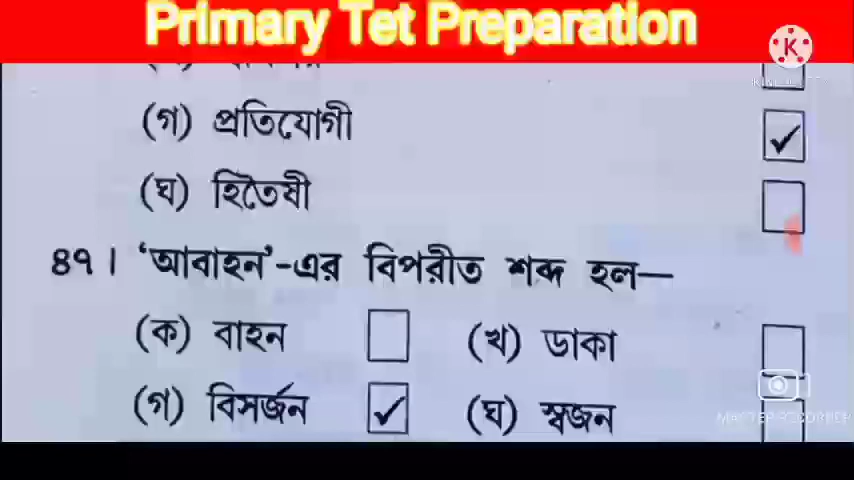 Primary Tet Preparation
K
(গ) প্রতিযোগী
(ঘ) হিতৈষী
৪৭। ‘আবাহন’-এর বিপরীত শব্দ হল—
(ক) বাহন (খ) ডাকা
(গ) বিসর্জন (ঘ) স্বজন